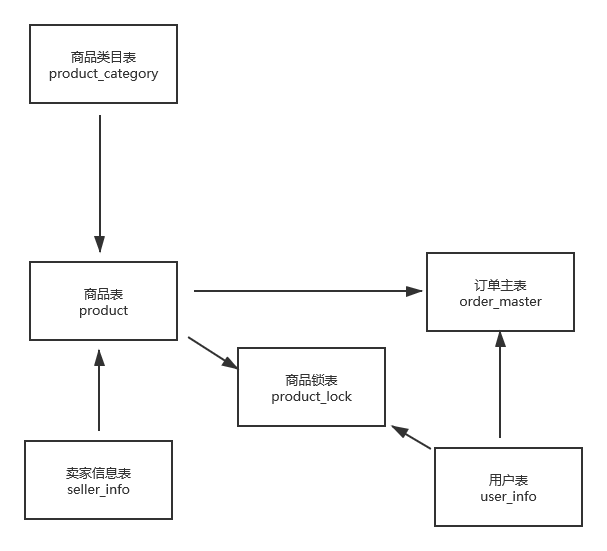 商品类目表
product_category
商品表
product
订单主表
order_master
商品锁表
product_lock
卖家信息表
seller_info
用户表
user_info